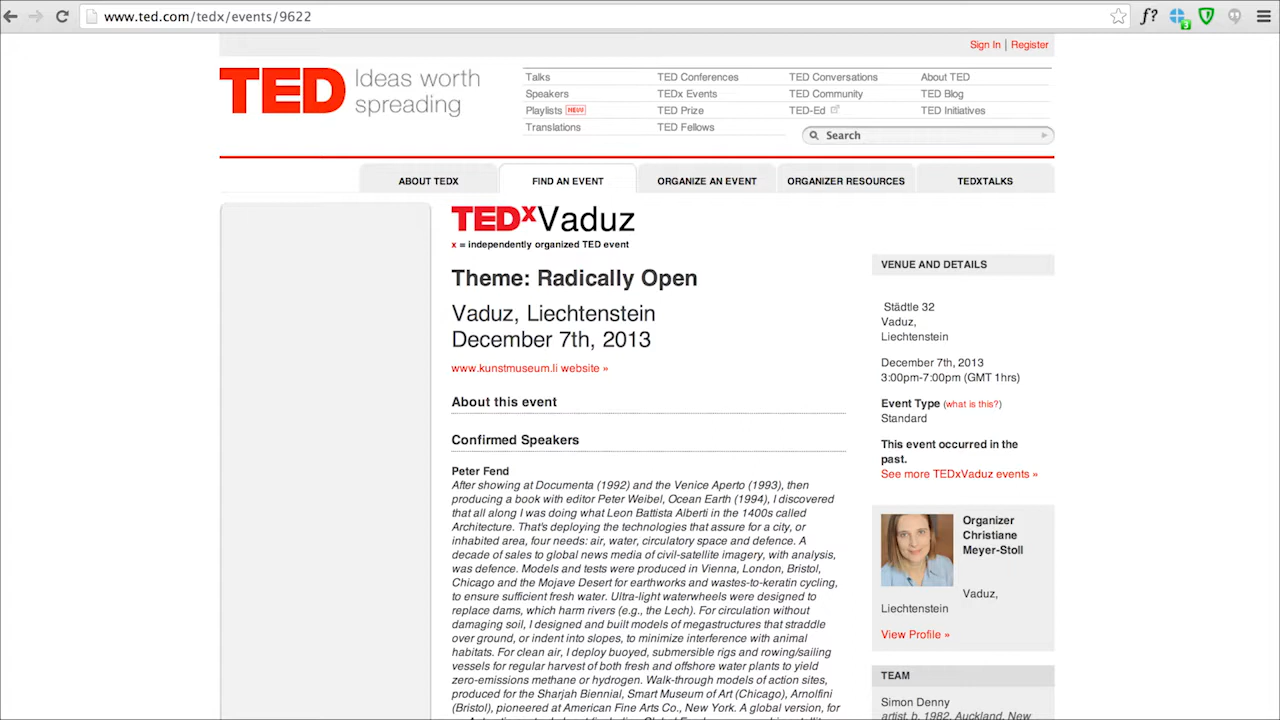 www.ted.com/tedx/events/9622
f?
3
Sign In | Register
TED Ideas worth spreading
Talks
Speakers
Playlists NEW!
Translations
TED Conferences
TEDx Events
TED Prize
TED Fellows
TED Conversations
TED Community
TED-Ed
About TED
TED Blog
TED Initiatives
Search
ABOUT TEDX
FIND AN EVENT
ORGANIZE AN EVENT
ORGANIZER RESOURCES
TEDXTALKS
TEDxVaduz
x = independently organized TED event
Theme: Radically Open
Vaduz, Liechtenstein
December 7th, 2013
www.kunstmuseum.li website »
About this event
Confirmed Speakers
Peter Fend
After showing at Documenta (1992) and the Venice Aperto (1993), then
producing a book with editor Peter Weibel, Ocean Earth (1994), I discovered
that all along I was doing what Leon Battista Alberti in the 1400s called
Architecture. That's deploying the technologies that assure for a city, or
inhabited area, four needs: air, water, circulatory space and defence. A
decade of sales to global news media of civil-satellite imagery, with analysis,
was defence. Models and tests were produced in Vienna, London, Bristol,
Chicago and the Mojave Desert for earthworks and wastes-to-keratin cycling,
to ensure sufficient fresh water. Ultra-light waterwheels were designed to
replace dams, which harm rivers (e.g., the Lech). For circulation without
damaging soil, I designed and built models of megastructures that straddle
over ground, or indent into slopes, to minimize interference with animal
habitats. For clean air, I deploy buoyed, submersible rigs and rowing/sailing
vessels for regular harvest of both fresh and offshore water plants to yield
zero-emissions methane or hydrogen. Walk-through models of action sites,
produced for the Sharjah Biennial, Smart Museum of Art (Chicago), Arnolfini
(Bristol), pioneered at American Fine Arts Co., New York. A global version, for
VENUE AND DETAILS
Städtle 32
Vaduz,
Liechtenstein
December 7th, 2013
3:00pm-7:00pm (GMT 1hrs)
Event Type (what is this?)
Standard
This event occurred in the
past.
See more TEDxVaduz events »
Organizer
Christiane
Meyer-Stoll
Vaduz,
Liechtenstein
View Profile »
TEAM
Simon Denny
artist, b. 1982, Auckland, New